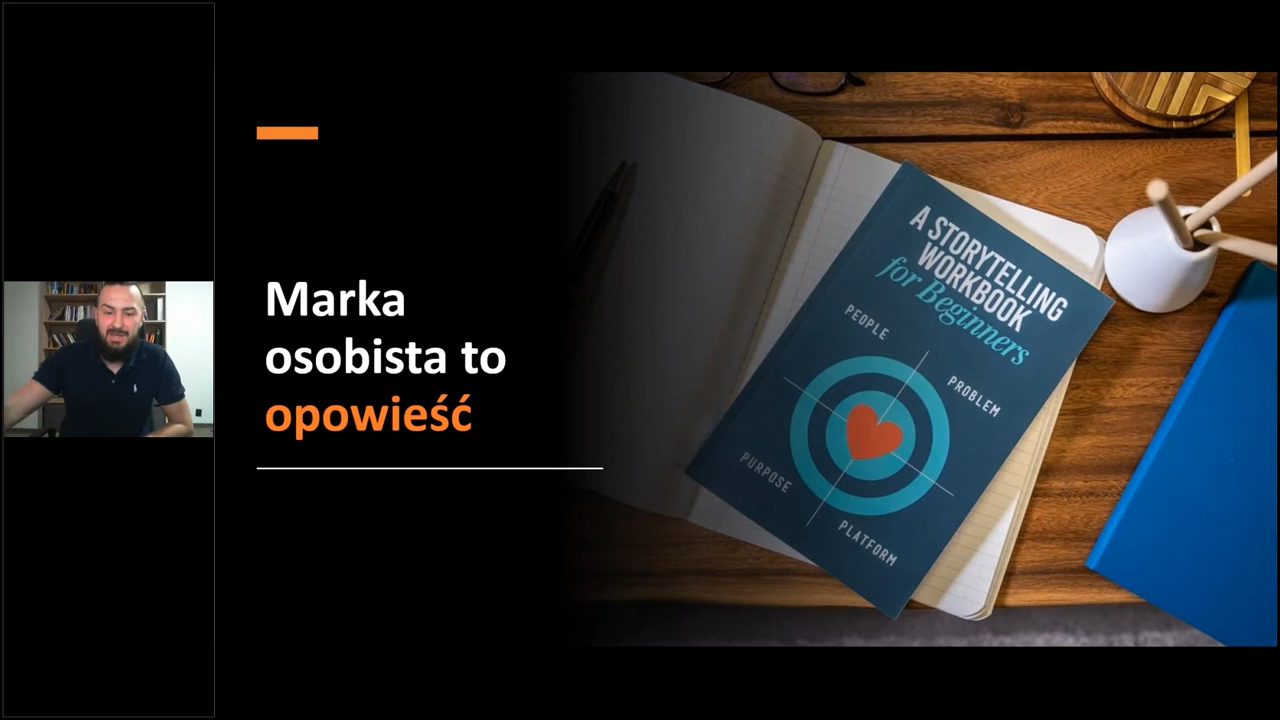 Marka
osobista to
opowieść
A STORYTELLING
WORKBOOK
for Beginners
PEOPLE
PROBLEM
PURPOSE
PLATFORM